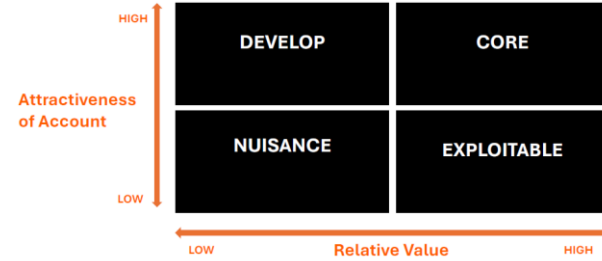 HIGH
DEVELOP
CORE
Attractiveness
of Account
NUISANCE
EXPLOITABLE
LOW
LOW
Relative Value
HIGH